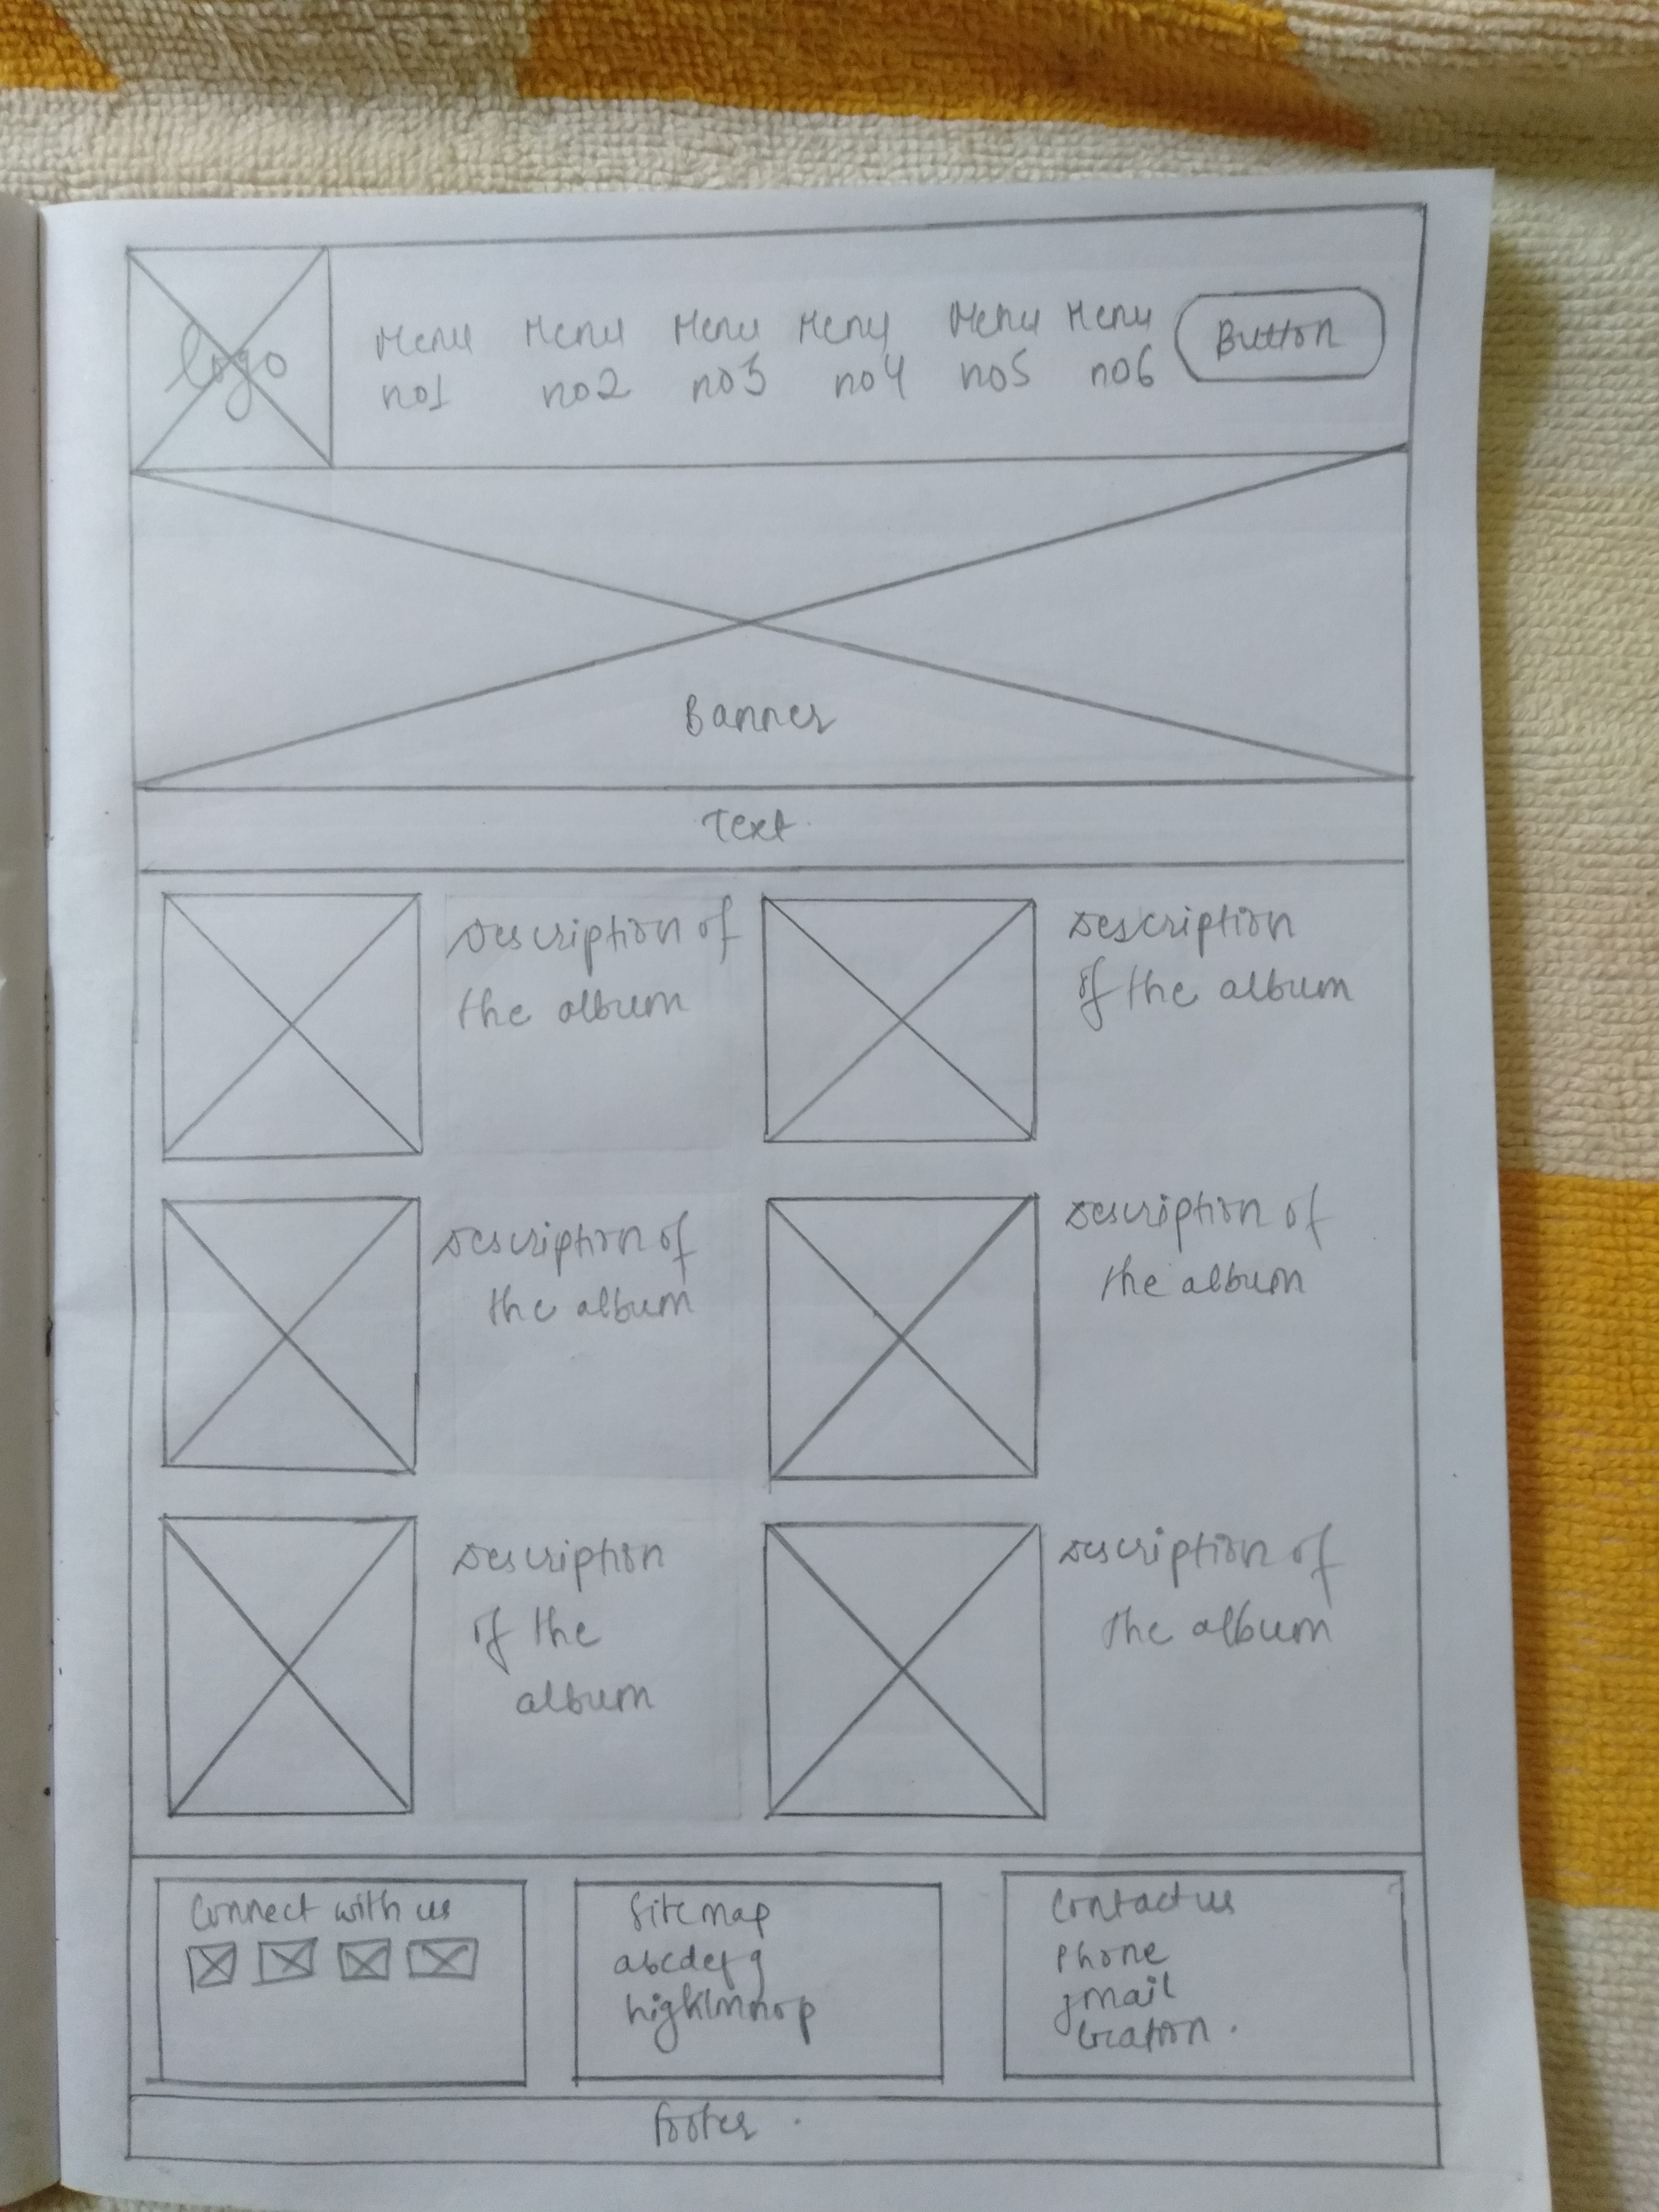 logo
Menu Menu Menu Menu Menu Menu
no1 no2 no3 no4 no5 no6
Button
Banner
Text
Description of
the album
Description
of the album
Description of
the album
Description of
the album
Description
of the
album
Description of
the album
Connect with us
Sitemap
abcdefg
higklmnop
Contact us
Phone
gmail
location.
footer